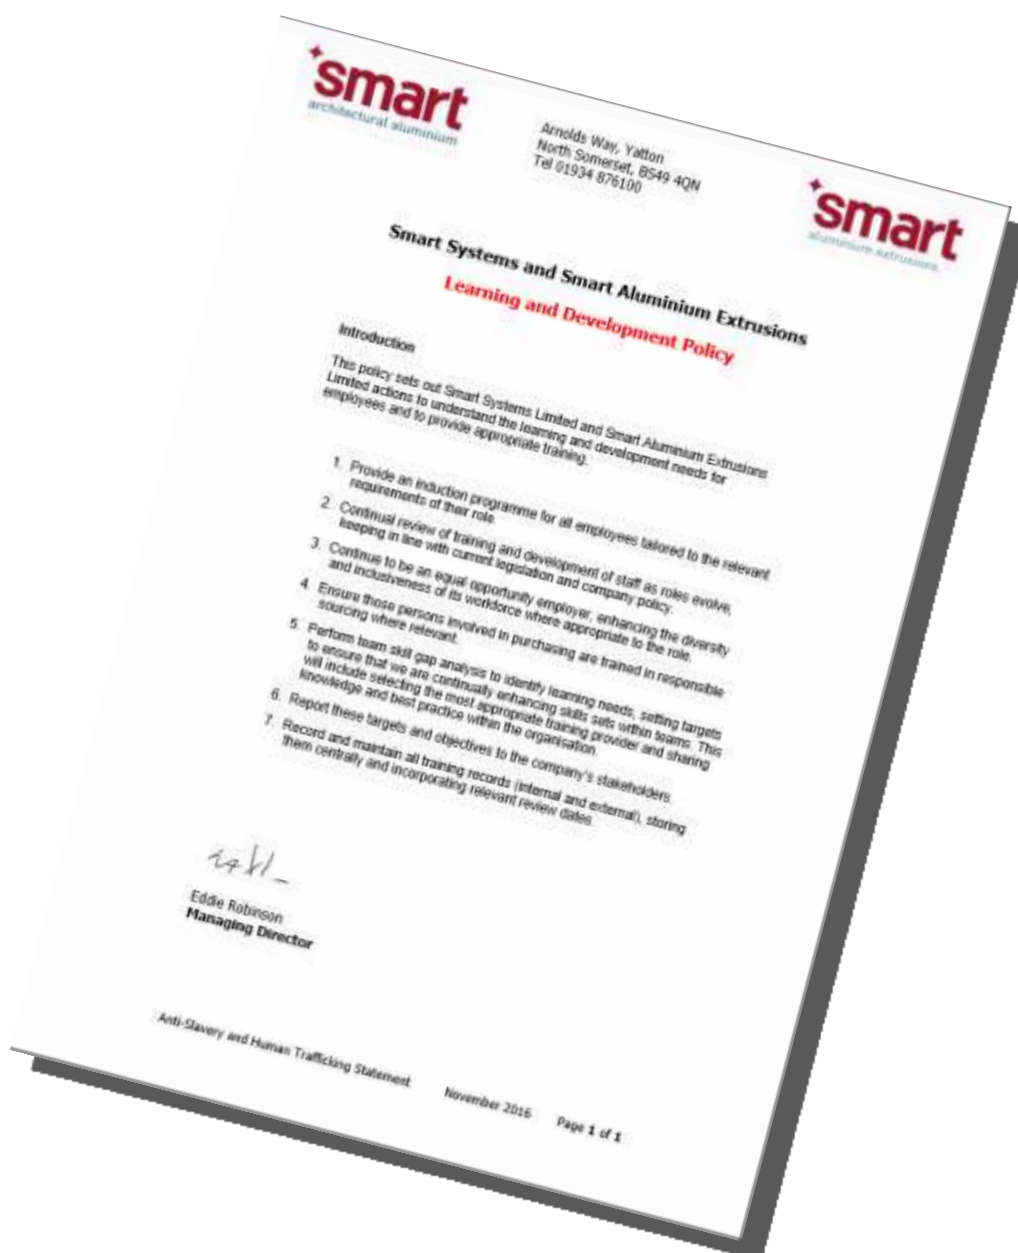 smart
architectural aluminium
Arnolds Way, Yatton
North Somerset, BS49 4QN
Tel 01934 876100
smart
aluminium extrusions
Smart Systems and Smart Aluminium Extrusions
Learning and Development Policy
Introduction
This policy sets out Smart Systems Limited and Smart Aluminium Extrusions
Limited actions to understand the learning and development needs for
employees and to provide appropriate training.
1. Provide an induction programme for all employees tailored to the relevant
requirements of their role.
2. Continual review of training and development of staff as roles evolve,
keeping in line with current legislation and company policy.
3. Continue to be an equal opportunity employer, enhancing the diversity
and inclusiveness of its workforce where appropriate to the role.
4. Ensure those persons involved in purchasing are trained in responsible
sourcing where relevant.
5. Perform team skill gap analysis to identify learning needs, setting targets
to ensure that we are continually enhancing skills sets within teams. This
will include selecting the most appropriate training provider and sharing
knowledge and best practice within the organisation.
6. Report these targets and objectives to the company's stakeholders.
7. Record and maintain all training records (internal and external), storing
them centrally and incorporating relevant review dates.
Eddie Robinson
Managing Director
Anti-Slavery and Human Trafficking Statement November 2016 Page 1 of 1